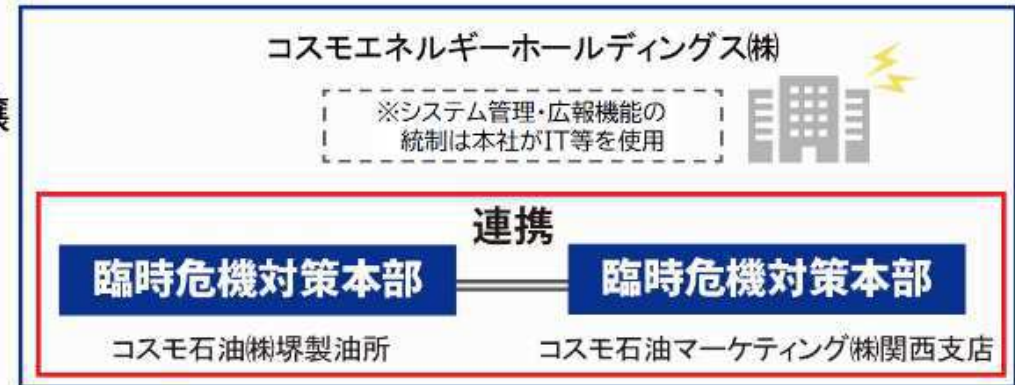 コスモエネルギーホールディングス㈱
※システム管理・広報機能の
統制は本社がIT等を使用
連携
臨時危機対策本部
臨時危機対策本部
コスモ石油㈱堺製油所
コスモ石油マーケティング㈱関西支店